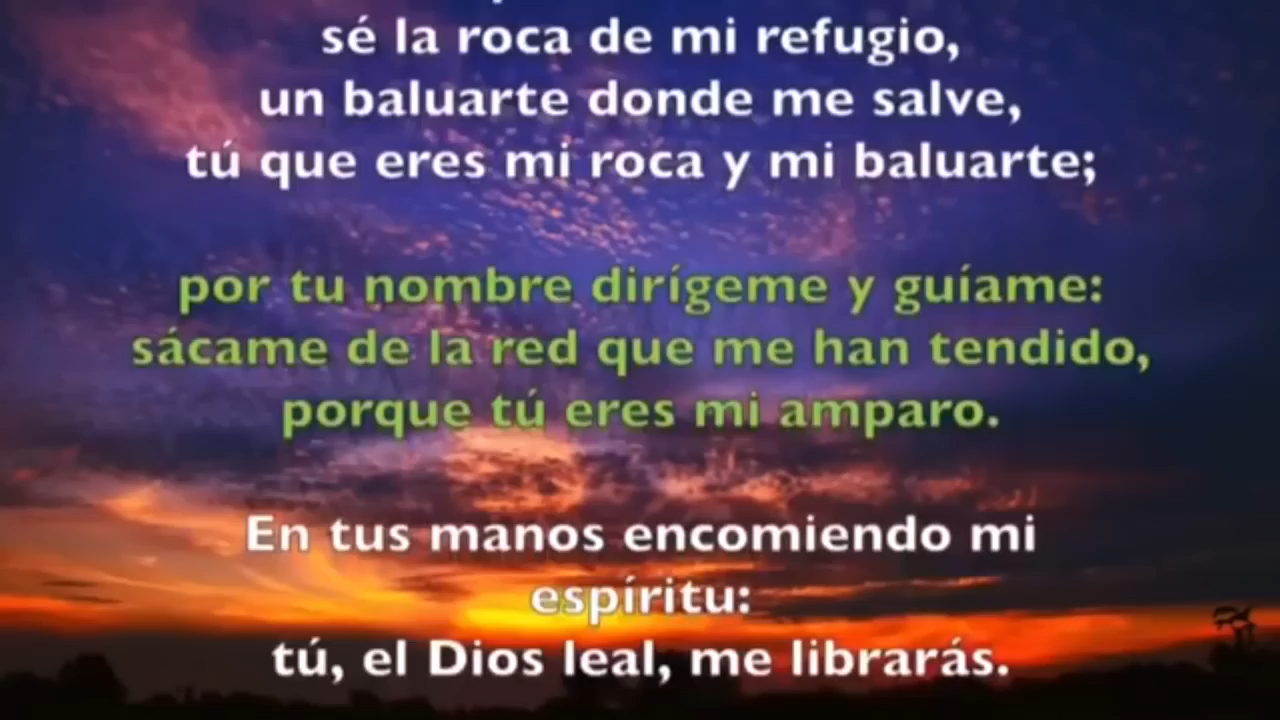 sé la roca de mi refugio,
un baluarte donde me salve,
tú que eres mi roca y mi baluarte;
por tu nombre dirígeme y guíame:
sácame de la red que me han tendido,
porque tú eres mi amparo.
En tus manos encomiendo mi
espíritu:
tú, el Dios leal, me librarás.